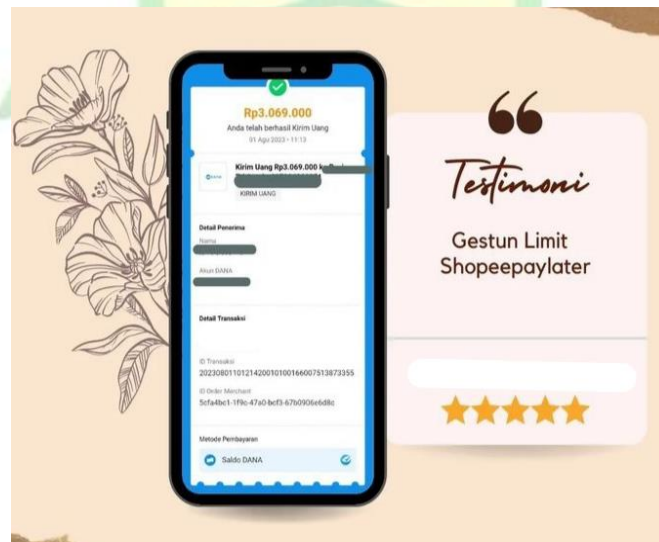 Rp3.069.000
Anda telah berhasil Kirim Uang
01 Agu 2023 • 11:13
Kirim Uang Rp3.069.000
KIRIM UANG
Detail Penerima
Nama
Akun DANA
Detail Transaksi
ID Transaksi
20230801101214200101001660075138733​55
ID Order Merchant
5cfa4bc1-1f9c-47a0-bcf3-67b0906e6d8c
Metode Pembayaran
Saldo DANA
Testimoni
Gestun Limit
Shopeepaylater